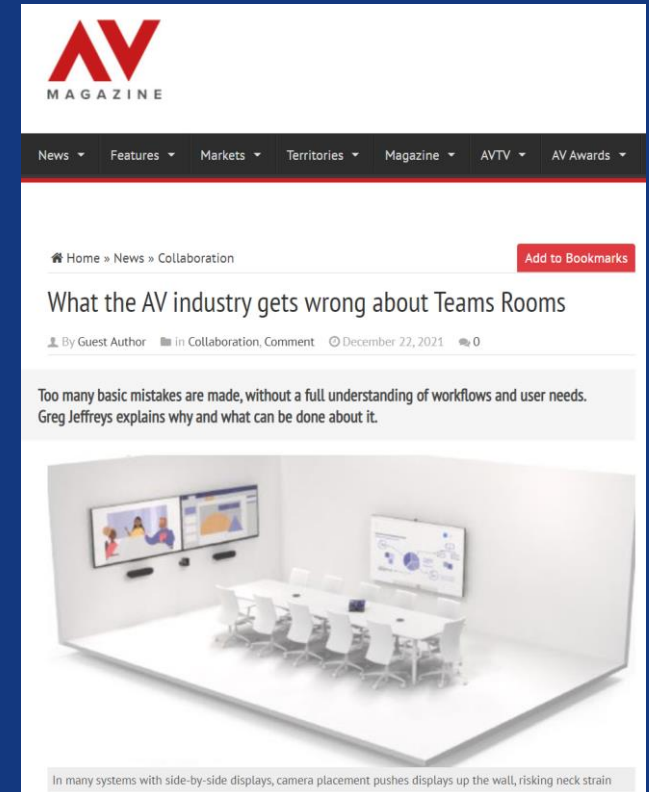 AV
MAGAZINE
News Features Markets Territories Magazine AVTV AV Awards
Home » News » Collaboration
Add to Bookmarks
What the AV industry gets wrong about Teams Rooms
By Guest Author in Collaboration, Comment December 22, 2021 0
Too many basic mistakes are made, without a full understanding of workflows and user needs.
Greg Jeffreys explains why and what can be done about it.
In many systems with side-by-side displays, camera placement pushes displays up the wall, risking neck strain